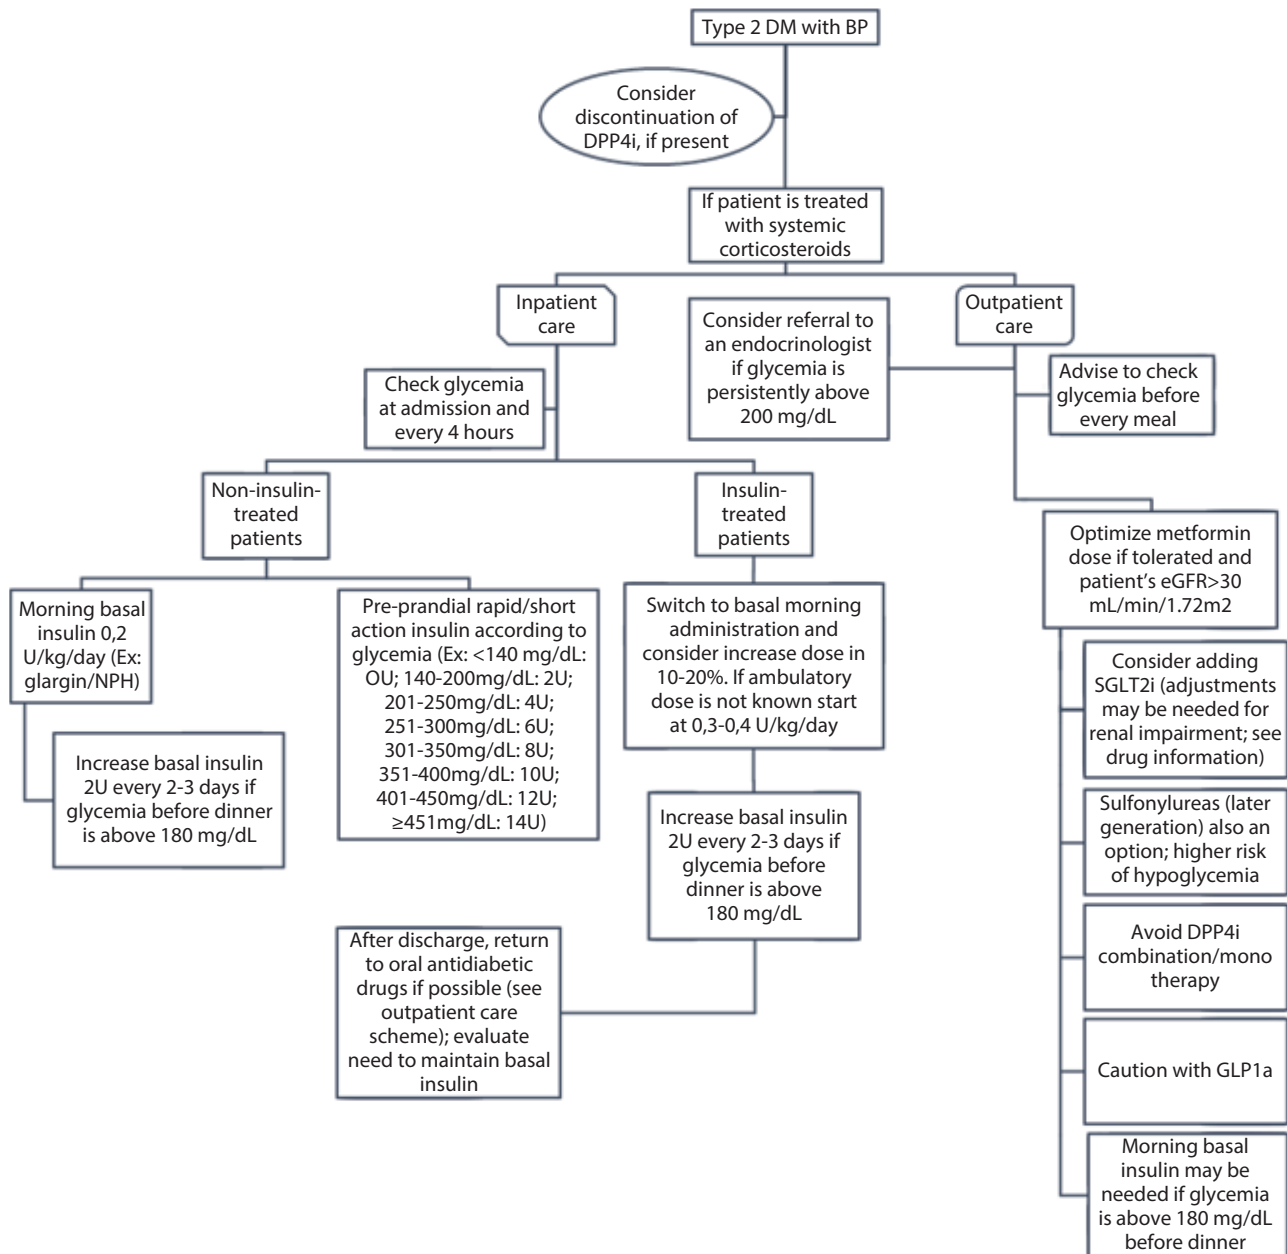 Type 2 DM with BP
Consider
discontinuation of
DPP4i, if present
If patient is treated
with systemic
corticosteroids
Inpatient
care
Consider referral to
an endocrinologist
if glycemia is
persistently above
200 mg/dL
Outpatient
care
Check glycemia
at admission and
every 4 hours
Advise to check
glycemia before
every meal
Non-insulin-
treated
patients
Insulin-
treated
patients
Optimize metformin
dose if tolerated and
patient's eGFR>30
mL/min/1.72m2
Morning basal
insulin 0,2
U/kg/day (Ex:
glargin/NPH)
Increase basal insulin
2U every 2-3 days if
glycemia before dinner
is above 180 mg/dL
Pre-prandial rapid/short
action insulin according to
glycemia (Ex: <140 mg/dL:
OU; 140-200mg/dL: 2U;
201-250mg/dL: 4U;
251-300mg/dL: 6U;
301-350mg/dL: 8U;
351-400mg/dL: 10U;
401-450mg/dL: 12U;
≥451mg/dL: 14U)
Switch to basal morning
administration and
consider increase dose in
10-20%. If ambulatory
dose is not known start
at 0,3-0,4 U/kg/day
Increase basal insulin
2U every 2-3 days if
glycemia before
dinner is above
180 mg/dL
After discharge, return
to oral antidiabetic
drugs if possible (see
outpatient care
scheme); evaluate
need to maintain basal
insulin
Consider adding
SGLT2i (adjustments
may be needed for
renal impairment; see
drug information)
Sulfonylureas (later
generation) also an
option; higher risk
of hypoglycemia
Avoid DPP4i
combination/mono
therapy
Caution with GLP1a
Morning basal
insulin may be
needed if glycemia
is above 180 mg/dL
before dinner